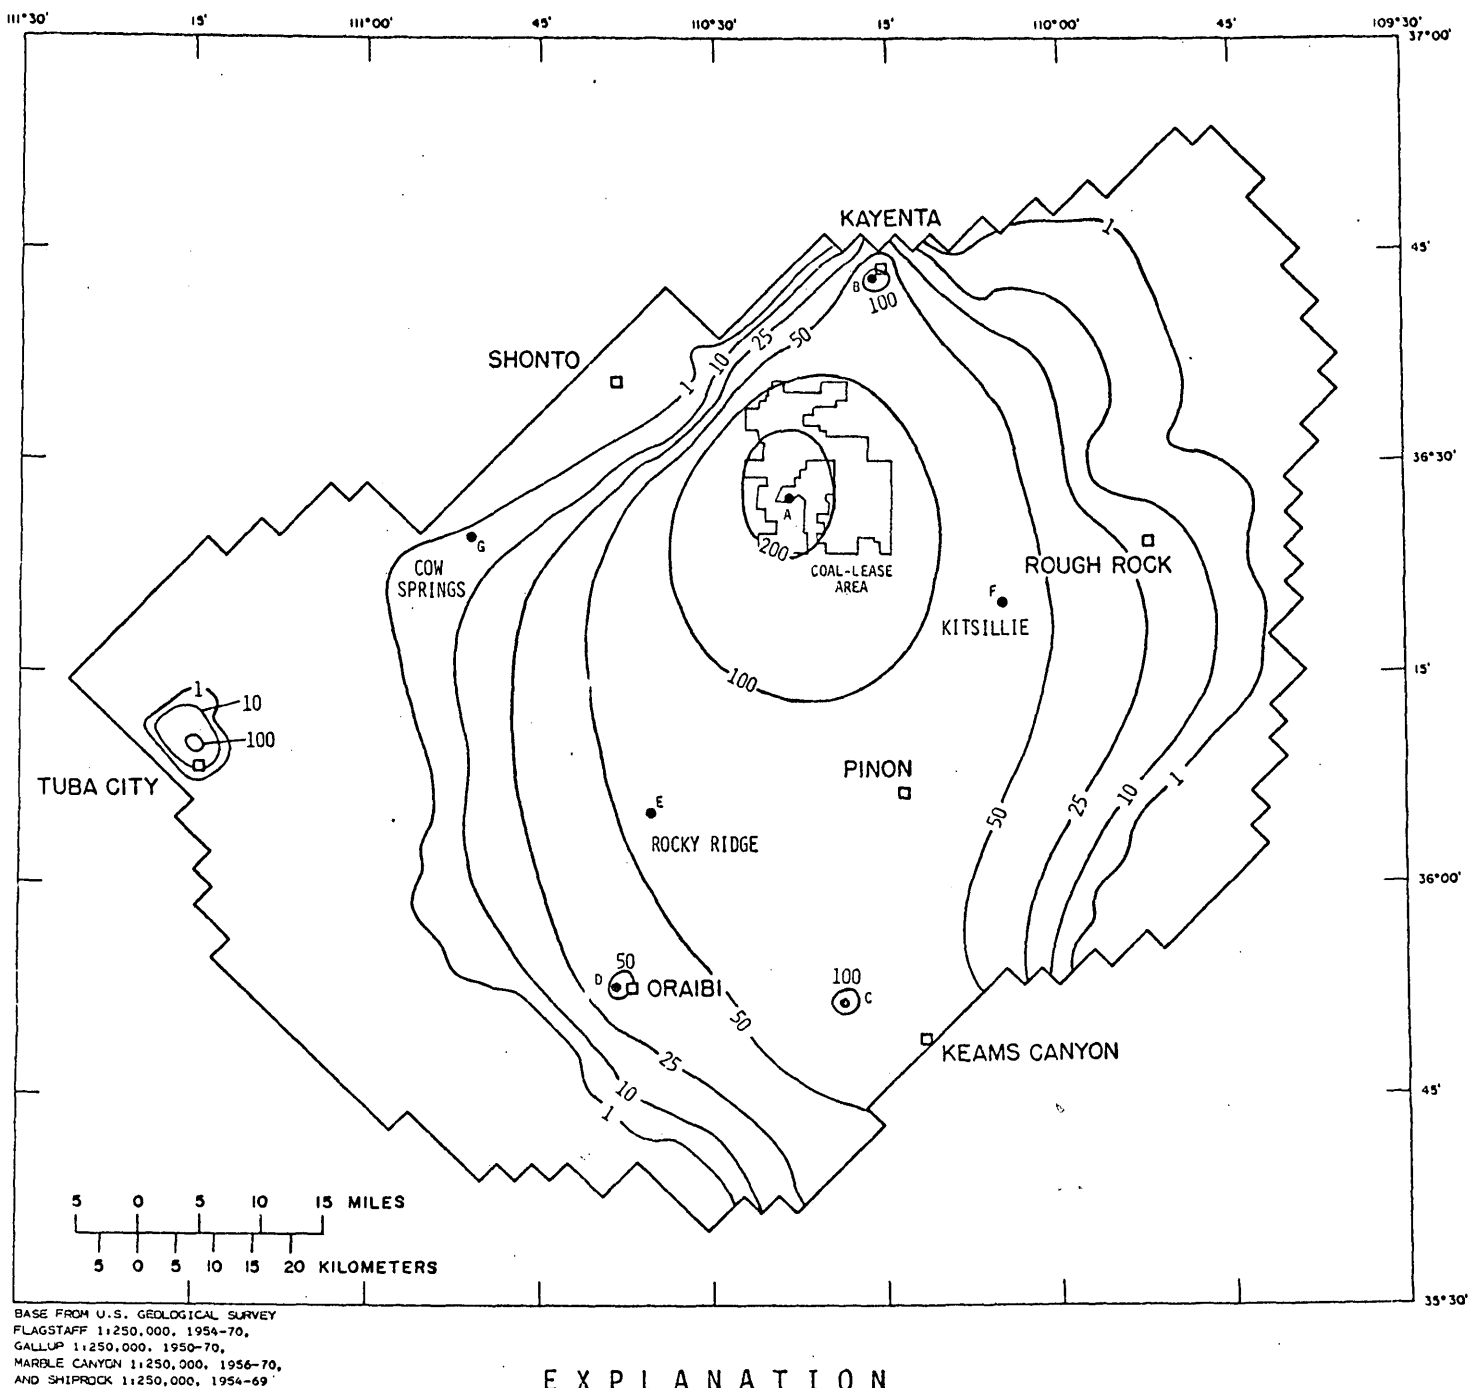 111°30' 15' 111°00' 45' 110°30' 15' 110°00' 45' 109°30'
37°00'
KAYENTA
1
45'
B
100
50
25
10
1
SHONTO
36°30'
A
200
G
COW
SPRINGS
COAL-LEASE
AREA
ROUGH ROCK
F
KITSILLIE
15'
100
1
10
100
TUBA CITY
PINON
E
ROCKY RIDGE
50
25
10
1
36°00'
50
D
ORAIBI
100
C
50
KEAMS CANYON
25
10
1
45'
5 0 5 10 15 MILES
5 0 5 10 15 20 KILOMETERS
35°30'
BASE FROM U.S. GEOLOGICAL SURVEY
FLAGSTAFF 1:250,000, 1954-70,
GALLUP 1:250,000, 1950-70,
MARBLE CANYON 1:250,000, 1956-70,
AND SHIPROCK 1:250,000, 1954-69
EXPLANATION